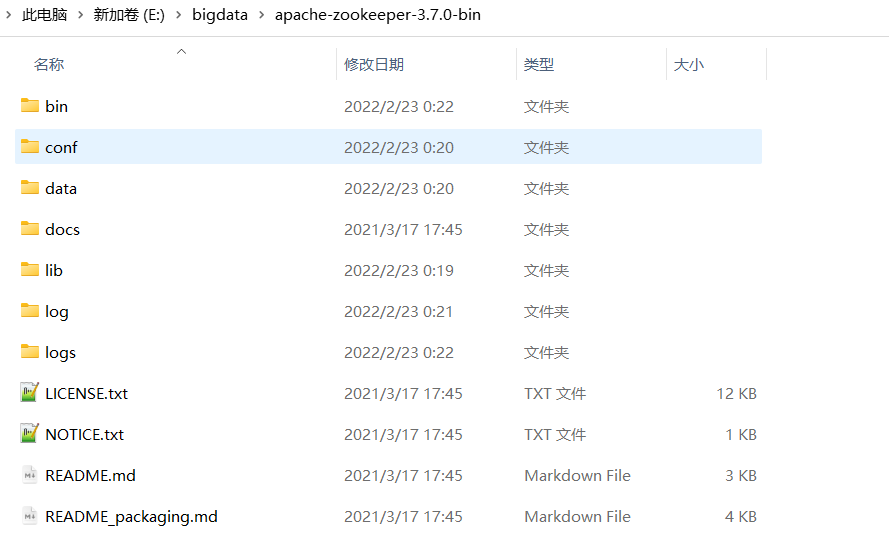 此电脑 > 新加卷 (E:) > bigdata > apache-zookeeper-3.7.0-bin
名称 修改日期 类型 大小
bin 2022/2/23 0:22 文件夹
conf 2022/2/23 0:20 文件夹
data 2022/2/23 0:20 文件夹
docs 2021/3/17 17:45 文件夹
lib 2022/2/23 0:19 文件夹
log 2022/2/23 0:21 文件夹
logs 2022/2/23 0:22 文件夹
LICENSE.txt 2021/3/17 17:45 TXT 文件 12 KB
NOTICE.txt 2021/3/17 17:45 TXT 文件 1 KB
README.md 2021/3/17 17:45 Markdown File 3 KB
README_packaging.md 2021/3/17 17:45 Markdown File 4 KB